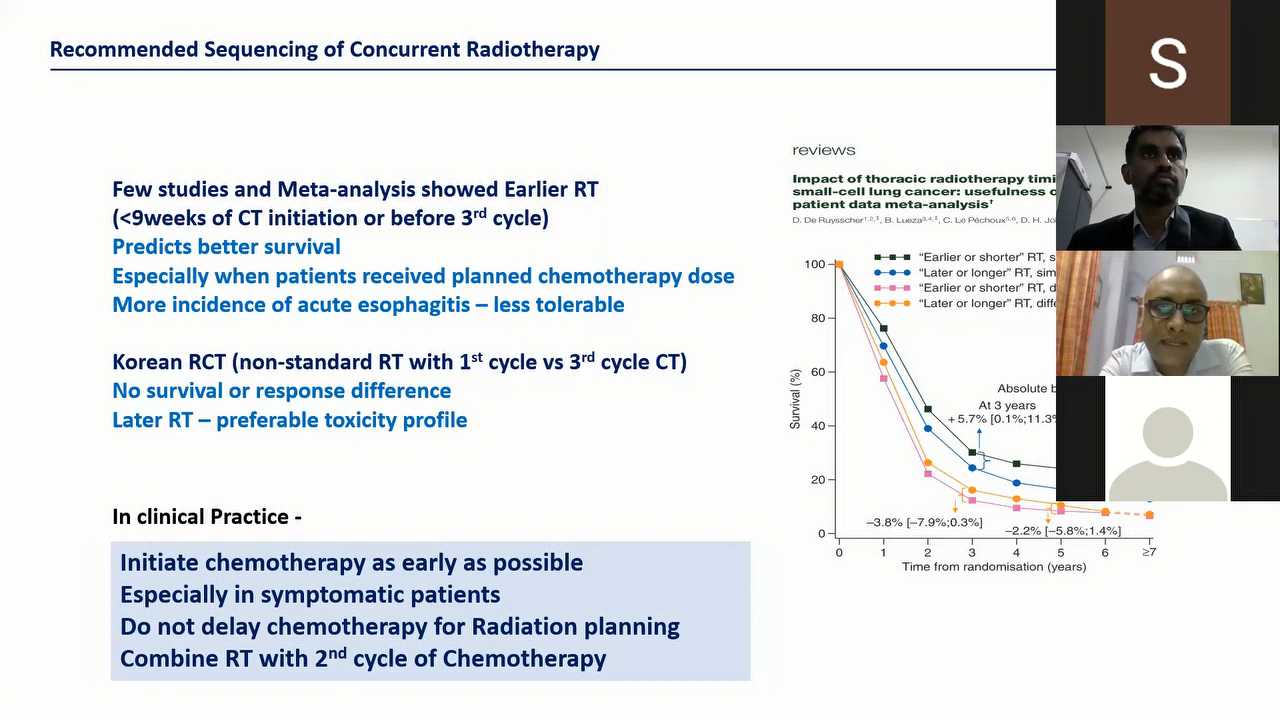 Recommended Sequencing of Concurrent Radiotherapy
S
Few studies and Meta-analysis showed Earlier RT
(<9weeks of CT initiation or before 3rd cycle)
Predicts better survival
Especially when patients received planned chemotherapy dose
More incidence of acute esophagitis – less tolerable
Korean RCT (non-standard RT with 1st cycle vs 3rd cycle CT)
No survival or response difference
Later RT – preferable toxicity profile
In clinical Practice -
Initiate chemotherapy as early as possible
Especially in symptomatic patients
Do not delay chemotherapy for Radiation planning
Combine RT with 2nd cycle of Chemotherapy
reviews
Impact of thoracic radiotherapy timi
small-cell lung cancer: usefulness o
patient data meta-analysis†
D. De Ruysscher1,2,‡, B. Lueza3,4,‡, C. Le Péchoux5,6, D. H. Jo
"Earlier or shorter" RT, s
"Later or longer" RT, sim
"Earlier or shorter" RT, d
"Later or longer" RT, diffe
Absolute b
At 3 years
+5.7% [0.1%;11.3%
–3.8% [–7.9%;0.3%]
–2.2% [–5.8%;1.4%]
Survival (%)
100
80
60
40
20
0
0 1 2 3 4 5 6 ≥7
Time from randomisation (years)